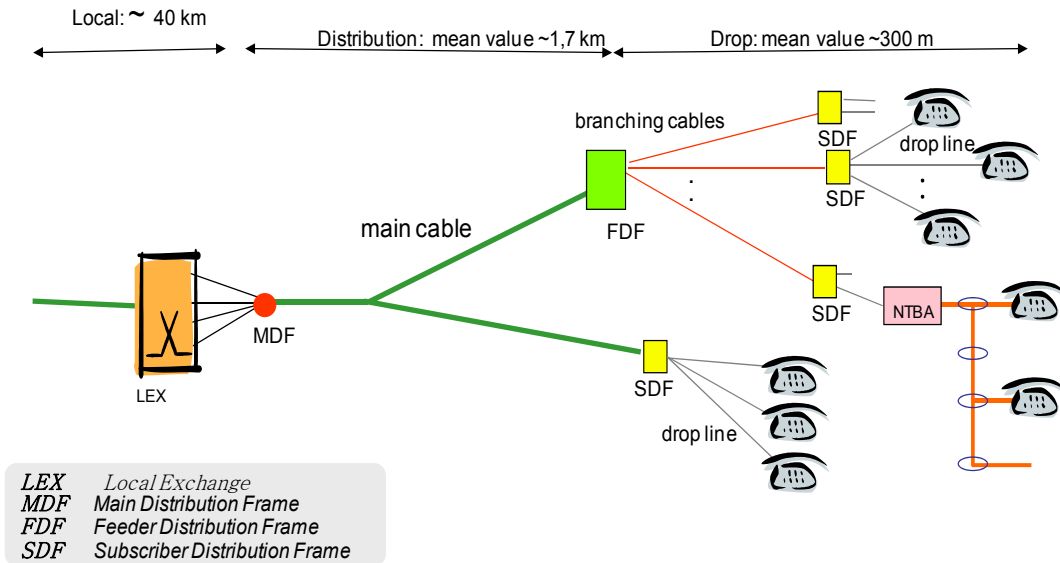 Local: ~ 40 km
Distribution: mean value ~1,7 km
Drop: mean value ~300 m
branching cables
SDF
drop line
SDF
FDF
main cable
SDF
NTBA
MDF
LEX
SDF
drop line
LEX Local Exchange
MDF Main Distribution Frame
FDF Feeder Distribution Frame
SDF Subscriber Distribution Frame